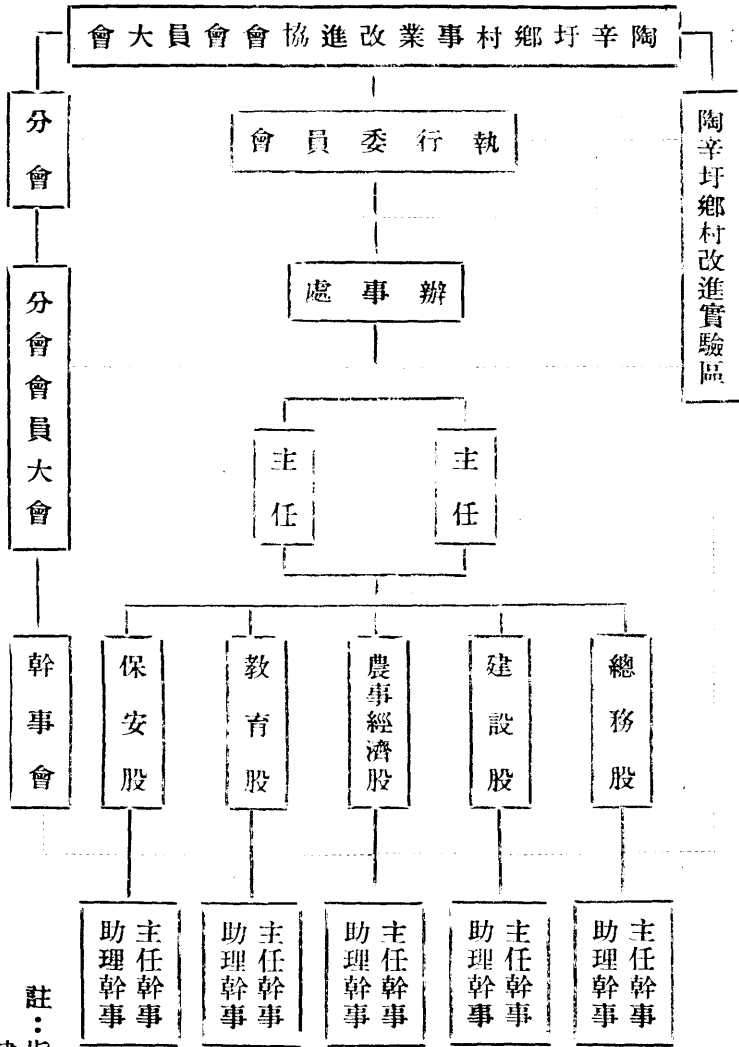 陶辛圩鄉村事業改進協會會員大會
陶辛圩鄉村改進實驗區
執行委員會
辦事處
主任
主任
總務股
建設股
農事經濟股
教育股
保安股
主任幹事
助理幹事
主任幹事
助理幹事
主任幹事
助理幹事
主任幹事
助理幹事
主任幹事
助理幹事
分會
分會會員大會
幹事會
註：